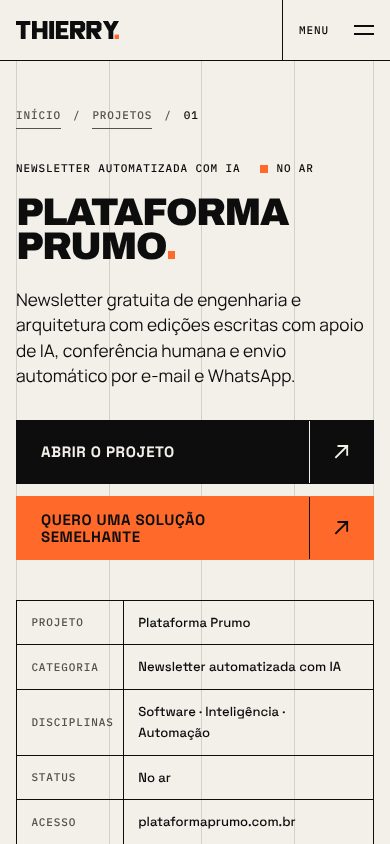 THIERRY.
MENU
INÍCIO / PROJETOS / 01
NEWSLETTER AUTOMATIZADA COM IA NO AR
PLATAFORMA
PRUMO.
Newsletter gratuita de engenharia e
arquitetura com edições escritas com apoio
de IA, conferência humana e envio
automático por e-mail e WhatsApp.
ABRIR O PROJETO
QUERO UMA SOLUÇÃO
SEMELHANTE
PROJETO Plataforma Prumo
CATEGORIA Newsletter automatizada com IA
DISCIPLINAS Software · Inteligência ·
Automação
STATUS No ar
ACESSO plataformaprumo.com.br